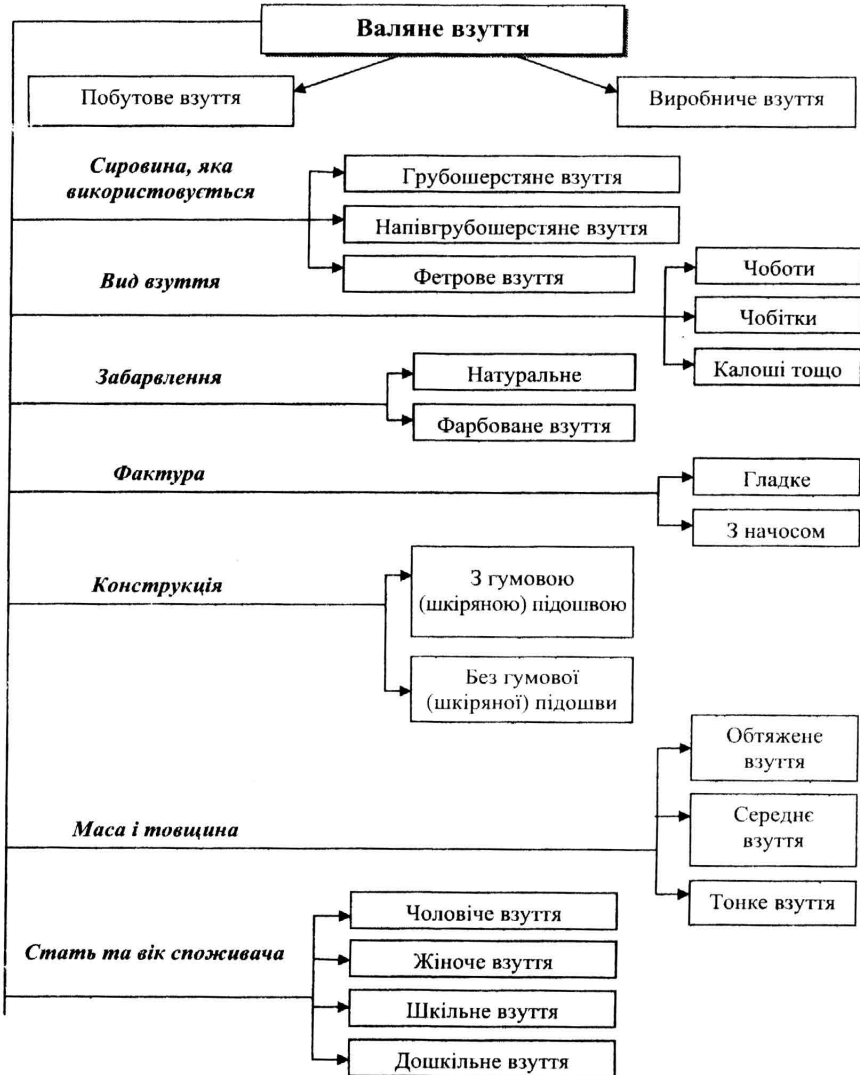 Валяне взуття
Побутове взуття
Виробниче взуття
Сировина, яка
використовується
Грубошерстяне взуття
Напівгрубошерстяне взуття
Фетрове взуття
Вид взуття
Чоботи
Чобітки
Калоші тощо
Забарвлення
Натуральне
Фарбоване взуття
Фактура
Гладке
З начосом
Конструкція
З гумовою
(шкіряною) підошвою
Без гумової
(шкіряної) підошви
Маса і товщина
Обтяжене
взуття
Середнє
взуття
Тонке взуття
Стать та вік споживача
Чоловіче взуття
Жіноче взуття
Шкільне взуття
Дошкільне взуття